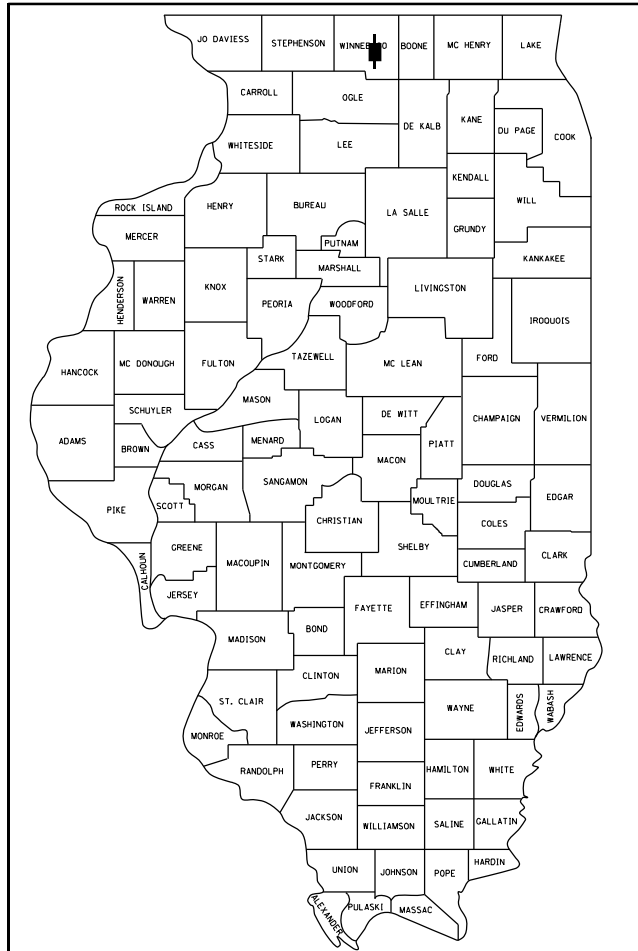 JO DAVIESS
STEPHENSON
WINNEBAGO
BOONE
MC HENRY
LAKE
CARROLL
OGLE
DE KALB
KANE
DU PAGE
COOK
WHITESIDE
LEE
KENDALL
WILL
ROCK ISLAND
HENRY
BUREAU
LA SALLE
GRUNDY
MERCER
PUTNAM
STARK
MARSHALL
KANKAKEE
HENDERSON
WARREN
KNOX
PEORIA
WOODFORD
LIVINGSTON
IROQUOIS
HANCOCK
MC DONOUGH
FULTON
TAZEWELL
MC LEAN
FORD
MASON
SCHUYLER
LOGAN
DE WITT
CHAMPAIGN
VERMILION
ADAMS
BROWN
CASS
MENARD
MACON
PIATT
PIKE
SCOTT
MORGAN
SANGAMON
MOULTRIE
DOUGLAS
EDGAR
CHRISTIAN
COLES
CALHOUN
GREENE
MACOUPIN
MONTGOMERY
SHELBY
CUMBERLAND
CLARK
JERSEY
FAYETTE
EFFINGHAM
JASPER
CRAWFORD
MADISON
BOND
CLAY
RICHLAND
LAWRENCE
CLINTON
MARION
ST. CLAIR
WAYNE
EDWARDS
WABASH
MONROE
WASHINGTON
JEFFERSON
RANDOLPH
PERRY
HAMILTON
WHITE
FRANKLIN
JACKSON
WILLIAMSON
SALINE
GALLATIN
UNION
JOHNSON
POPE
HARDIN
ALEXANDER
PULASKI
MASSAC